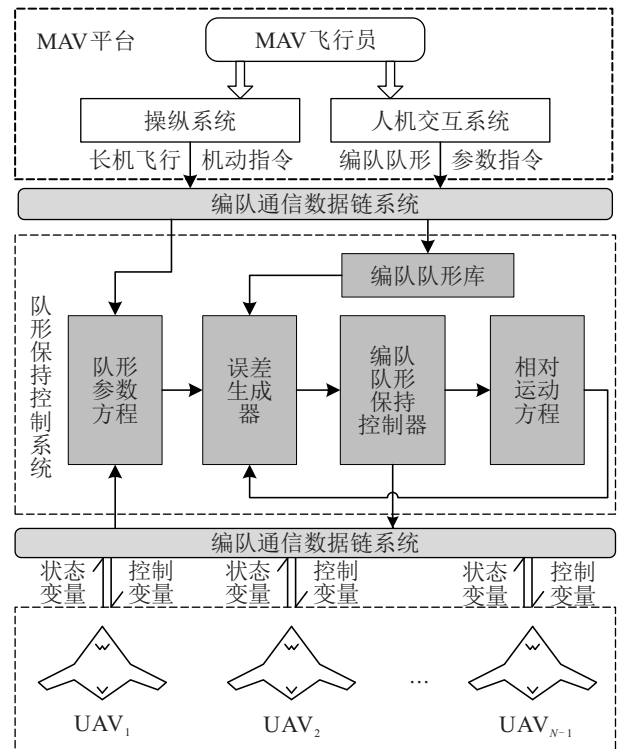 MAV平台
MAV飞行员
操纵系统
人机交互系统
长机飞行
机动指令
编队队形
参数指令
编队通信数据链系统
编队队形库
队形保持控制系统
队形
参数
方程
误差
生成
器
编队
队形
保持
控制器
相对
运动
方程
编队通信数据链系统
状态
变量
控制
变量
状态
变量
控制
变量
状态
变量
控制
变量
UAV₁
UAV₂
…
UAV_{N−1}